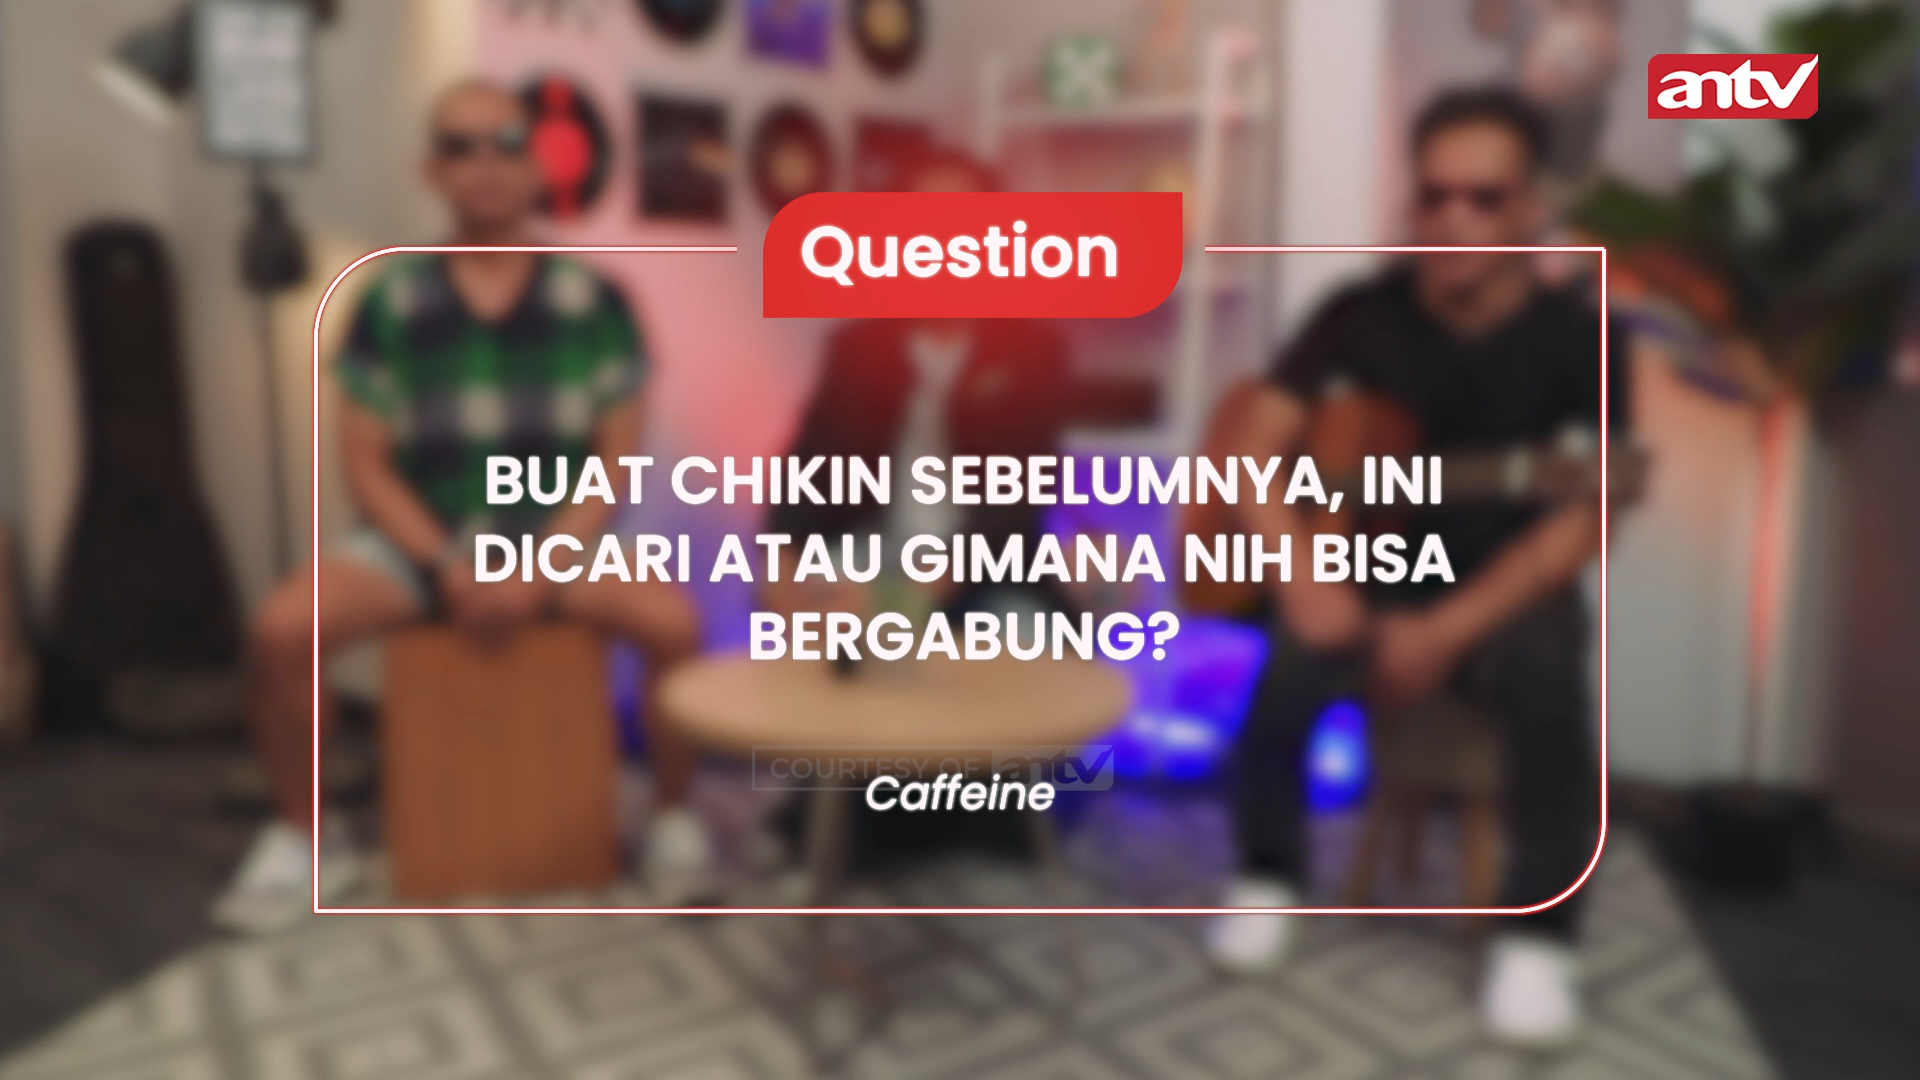 antv
Question
BUAT CHIKIN SEBELUMNYA, INI
DICARI ATAU GIMANA NIH BISA
BERGABUNG?
COURTESY OF antv
Caffeine